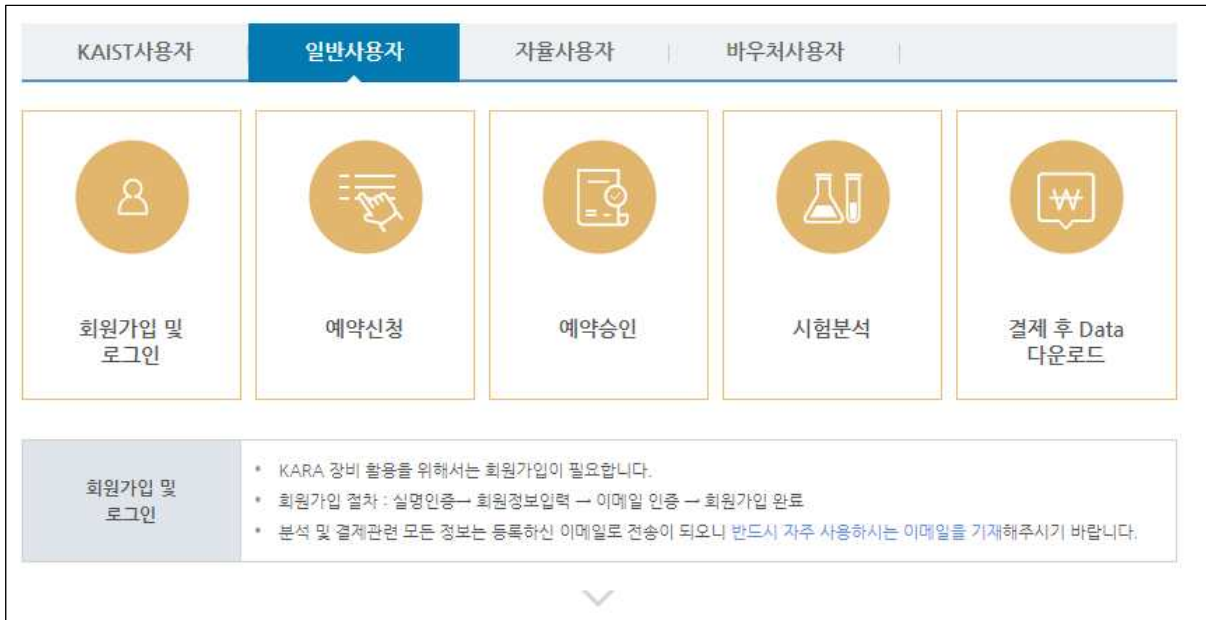 KAIST사용자
일반사용자
자율사용자
바우처사용자
회원가입 및
로그인
예약신청
예약승인
시험분석
결제 후 Data
다운로드
회원가입 및
로그인
* KARA 장비 활용을 위해서는 회원가입이 필요합니다.
* 회원가입 절차 : 실명인증→ 회원정보입력 → 이메일 인증 → 회원가입 완료
* 분석 및 결제관련 모든 정보는 등록하신 이메일로 전송이 되오니 반드시 자주 사용하시는 이메일을 기재해주시기 바랍니다.